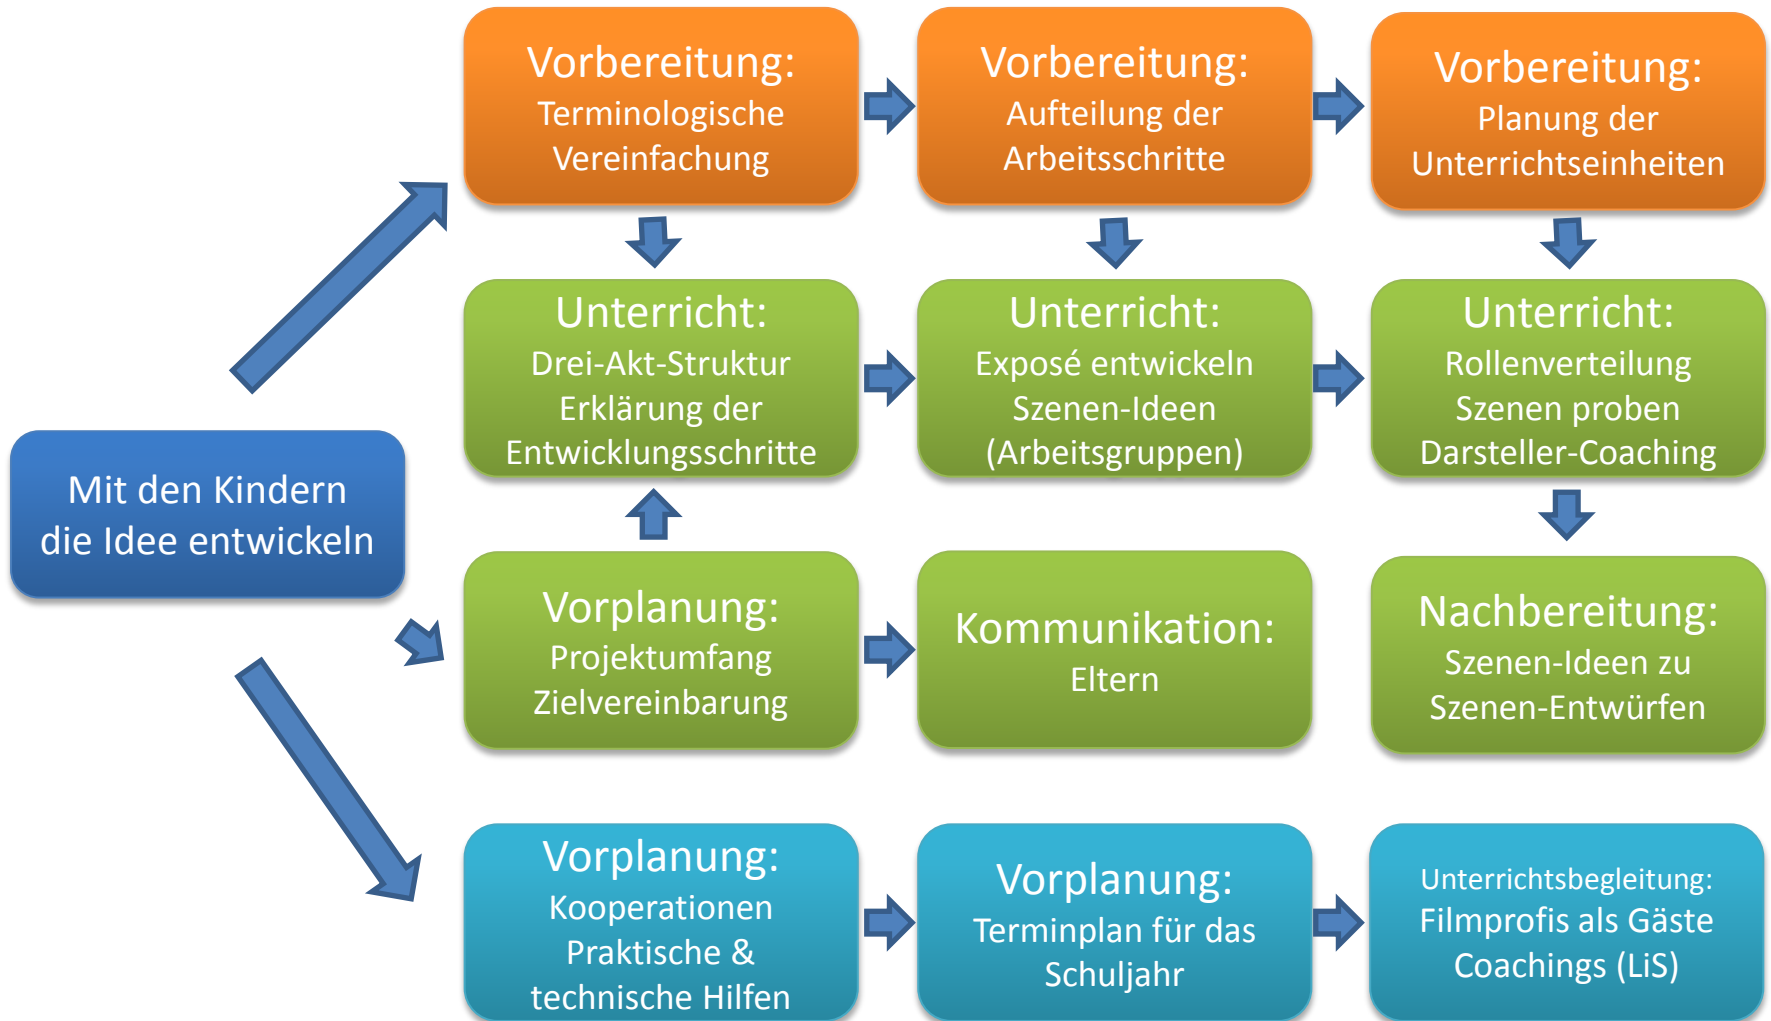 Mit den Kindern
die Idee entwickeln
Vorbereitung:
Terminologische
Vereinfachung
Vorbereitung:
Aufteilung der
Arbeitsschritte
Vorbereitung:
Planung der
Unterrichtseinheiten
Unterricht:
Drei-Akt-Struktur
Erklärung der
Entwicklungsschritte
Unterricht:
Exposé entwickeln
Szenen-Ideen
(Arbeitsgruppen)
Unterricht:
Rollenverteilung
Szenen proben
Darsteller-Coaching
Vorplanung:
Projektumfang
Zielvereinbarung
Kommunikation:
Eltern
Nachbereitung:
Szenen-Ideen zu
Szenen-Entwürfen
Vorplanung:
Kooperationen
Praktische &
technische Hilfen
Vorplanung:
Terminplan für das
Schuljahr
Unterrichtsbegleitung:
Filmprofis als Gäste
Coachings (LiS)